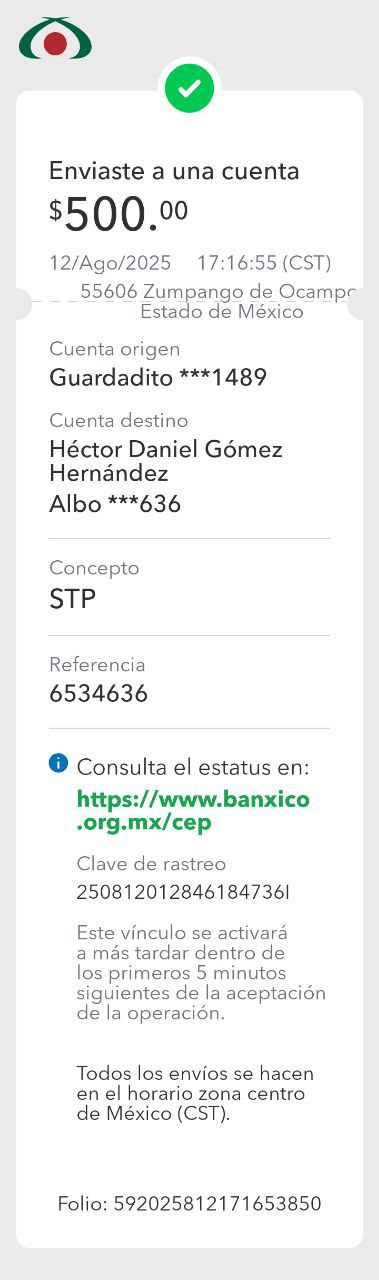 Enviaste a una cuenta
$500.00
12/Ago/2025 17:16:55 (CST)
55606 Zumpango de Ocampo
Estado de México
Cuenta origen
Guardadito ***1489
Cuenta destino
Héctor Daniel Gómez
Hernández
Albo ***636
Concepto
STP
Referencia
6534636
Consulta el estatus en:
https://www.banxico
.org.mx/cep
Clave de rastreo
250812012846184736I
Este vínculo se activará
a más tardar dentro de
los primeros 5 minutos
siguientes de la aceptación
de la operación.
Todos los envíos se hacen
en el horario zona centro
de México (CST).
Folio: 592025812171653850